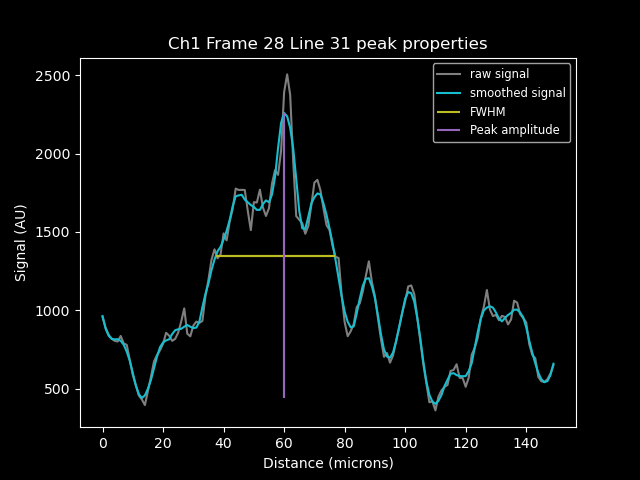 Ch1 Frame 28 Line 31 peak properties
raw signal
smoothed signal
FWHM
Peak amplitude
2500
2000
1500
1000
500
Signal (AU)
0 20 40 60 80 100 120 140
Distance (microns)